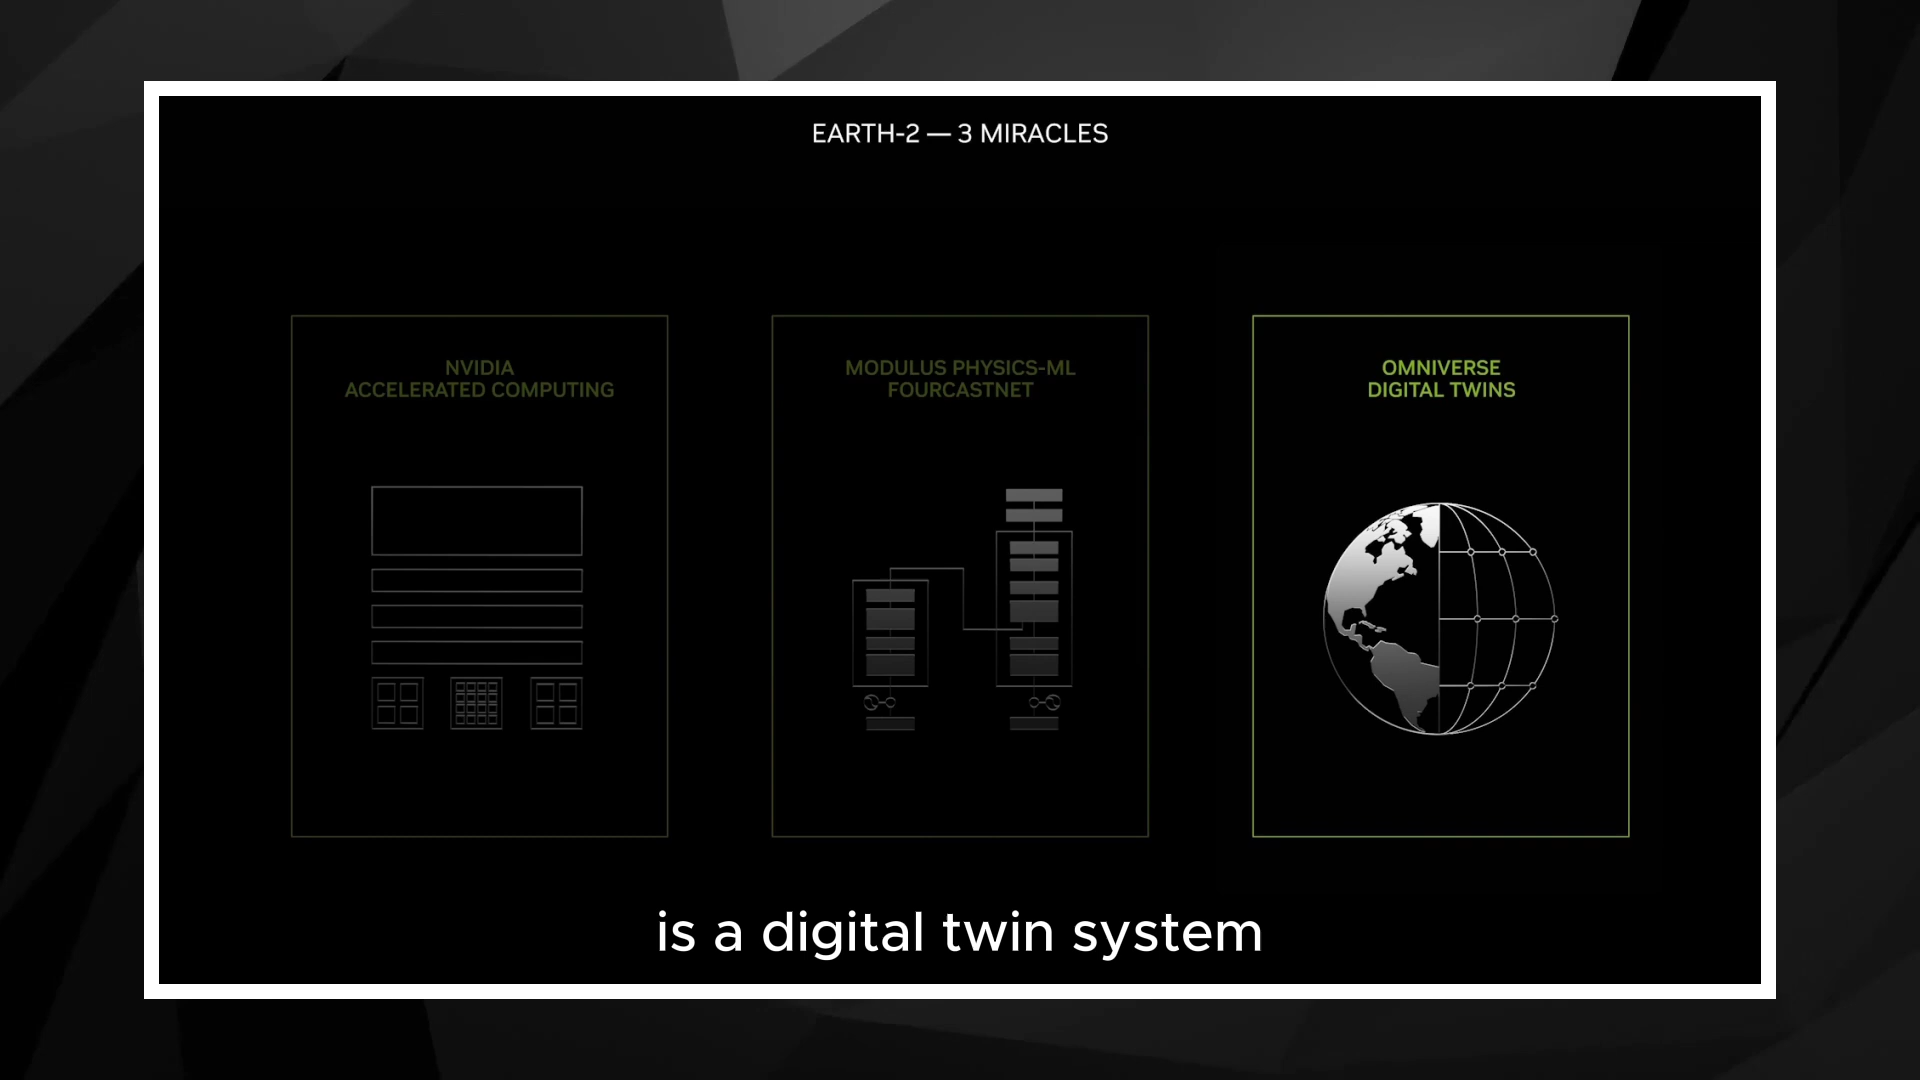 EARTH-2 — 3 MIRACLES
NVIDIA
ACCELERATED COMPUTING
MODULUS PHYSICS-ML
FOURCASTNET
OMNIVERSE
DIGITAL TWINS
is a digital twin system